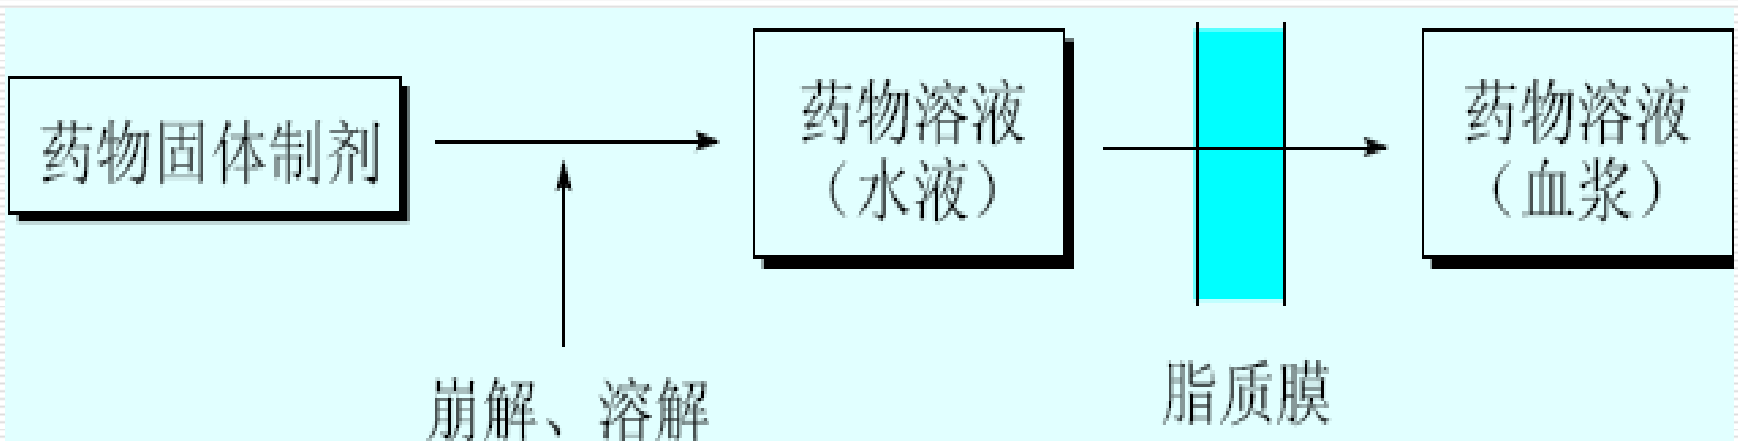 药物固体制剂
药物溶液
（水液）
药物溶液
（血浆）
崩解、溶解
脂质膜